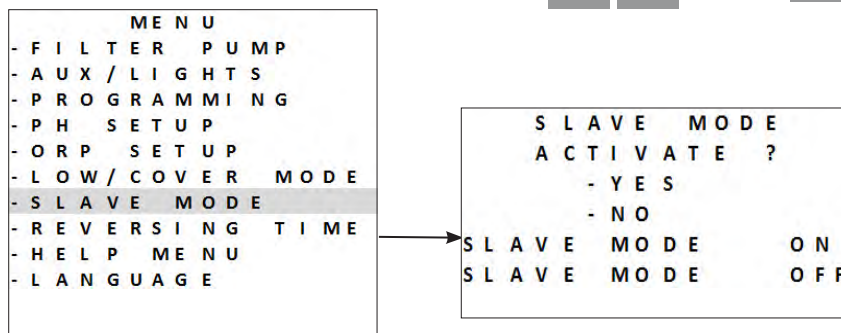 MENU
- FILTER PUMP
- AUX/LIGHTS
- PROGRAMMING
- PH SETUP
- ORP SETUP
- LOW/COVER MODE
- SLAVE MODE
- REVERSING TIME
- HELP MENU
- LANGUAGE
SLAVE MODE
ACTIVATE ?
- YES
- NO
SLAVE MODE ON
SLAVE MODE OFF